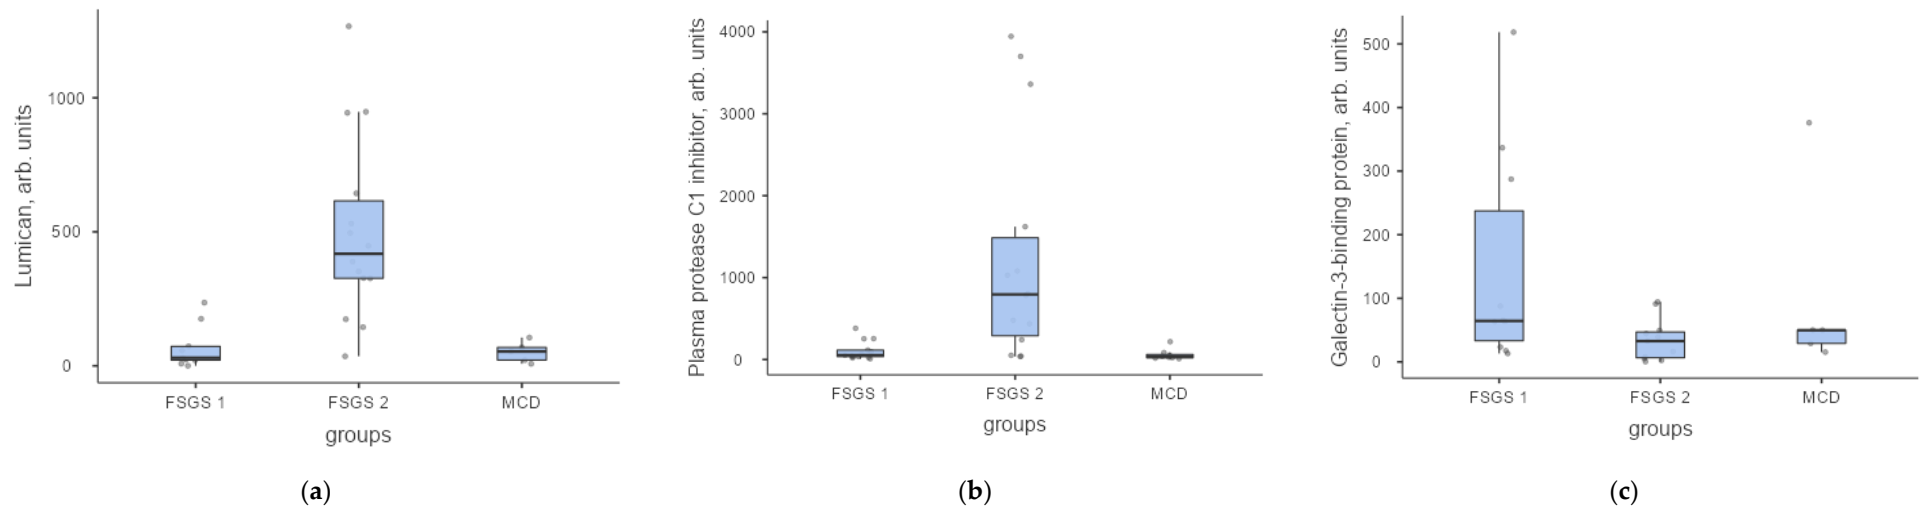 Lumican, arb. units
1000
500
0
FSGS 1 FSGS 2 MCD
groups
(a)
Plasma protease C1 inhibitor, arb. units
4000
3000
2000
1000
0
FSGS 1 FSGS 2 MCD
groups
(b)
Galectin-3-binding protein, arb. units
500
400
300
200
100
0
FSGS 1 FSGS 2 MCD
groups
(c)